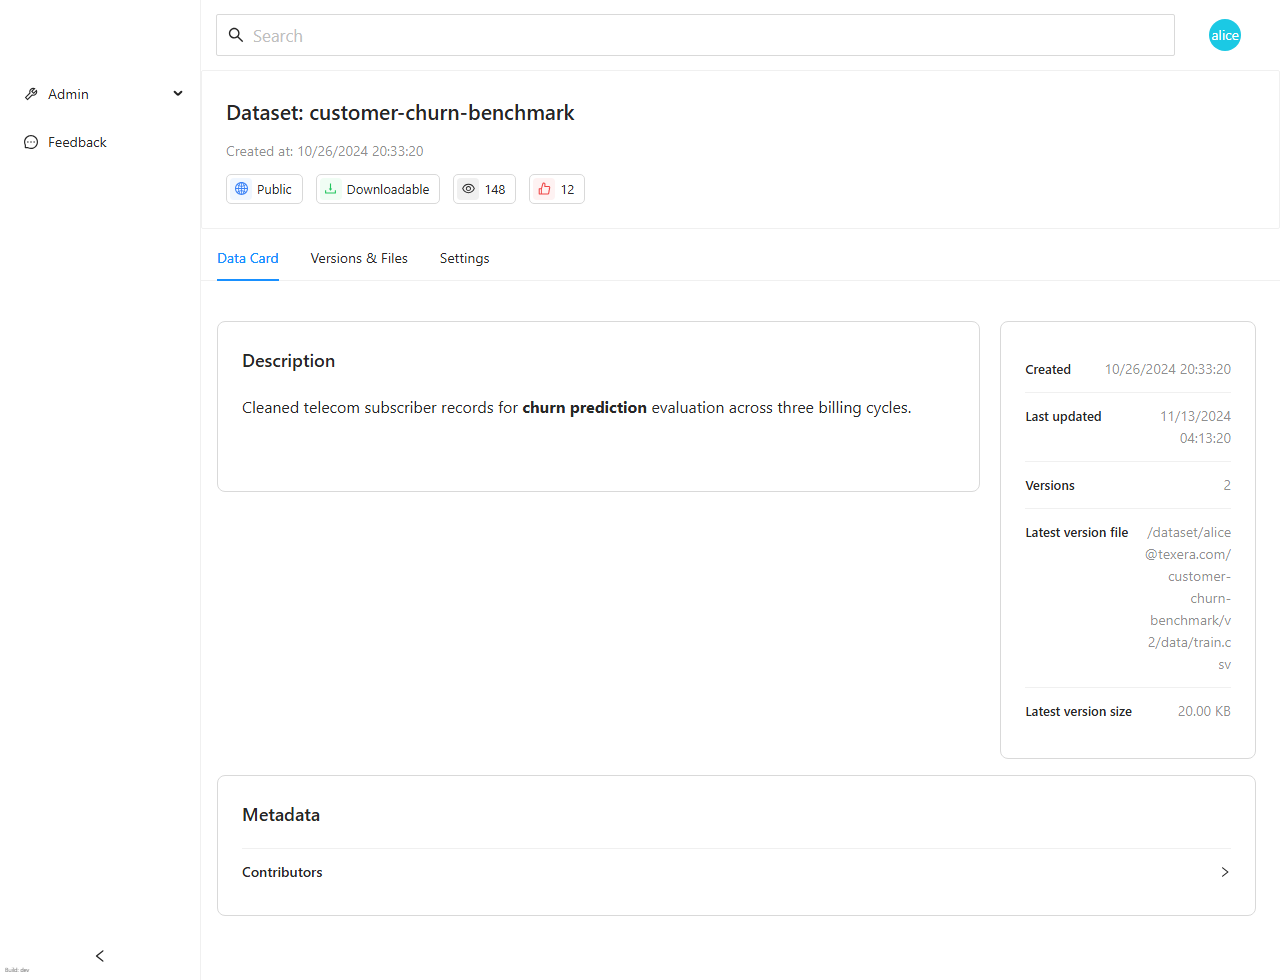 Search
alice
Admin
Feedback
Dataset: customer-churn-benchmark
Created at: 10/26/2024 20:33:20
Public
Downloadable
148
12
Data Card
Versions & Files
Settings
Description
Cleaned telecom subscriber records for churn prediction evaluation across three billing cycles.
Created 10/26/2024 20:33:20
Last updated 11/13/2024
04:13:20
Versions 2
Latest version file /dataset/alice
@texera.com/
customer-
churn-
benchmark/v
2/data/train.c
sv
Latest version size 20.00 KB
Metadata
Contributors
Build: dev